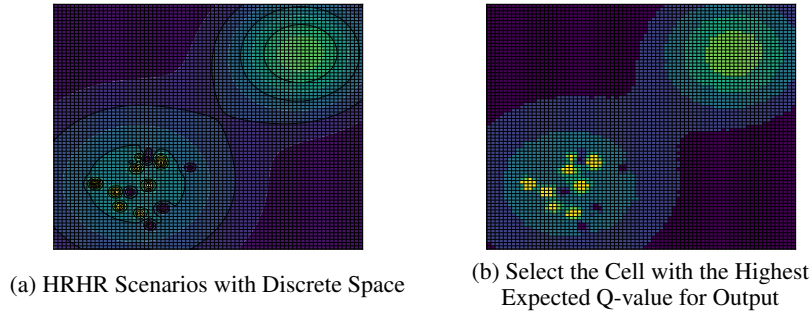 (a) HRHR Scenarios with Discrete Space
(b) Select the Cell with the Highest
Expected Q-value for Output